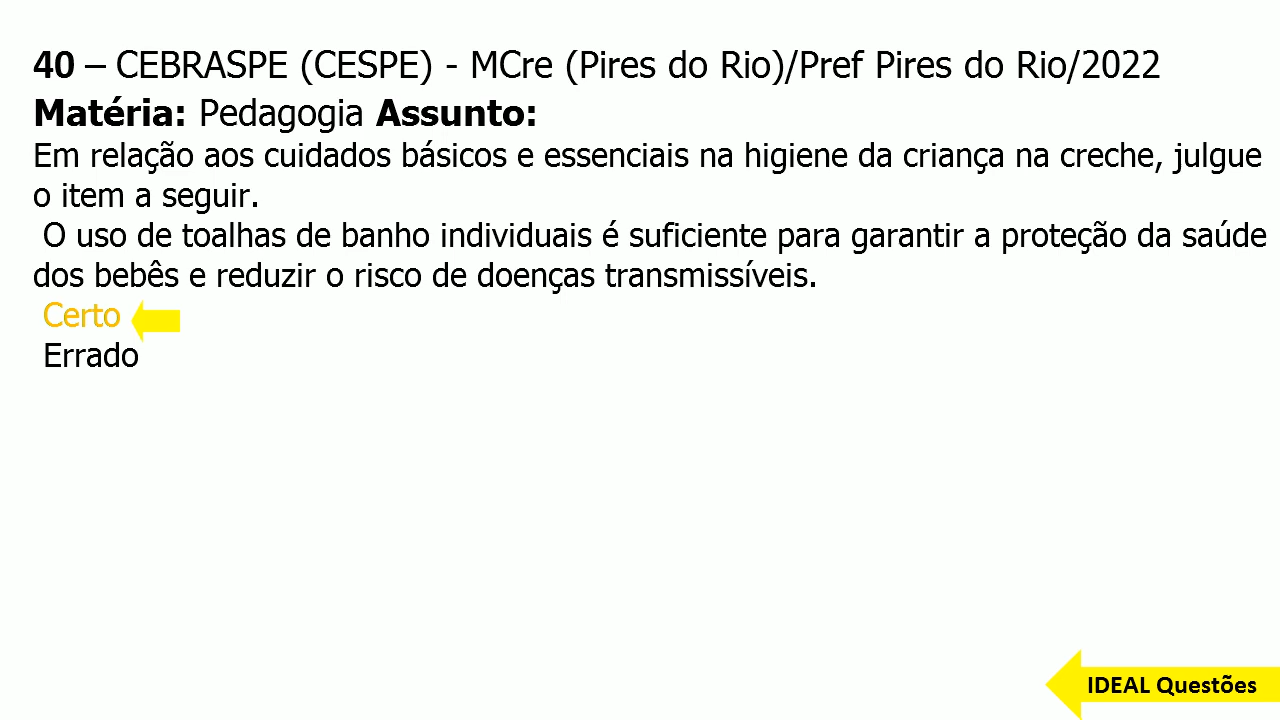 40 – CEBRASPE (CESPE) - MCre (Pires do Rio)/Pref Pires do Rio/2022
Matéria: Pedagogia Assunto:
Em relação aos cuidados básicos e essenciais na higiene da criança na creche, julgue
o item a seguir.
O uso de toalhas de banho individuais é suficiente para garantir a proteção da saúde
dos bebês e reduzir o risco de doenças transmissíveis.
Certo
Errado
IDEAL Questões